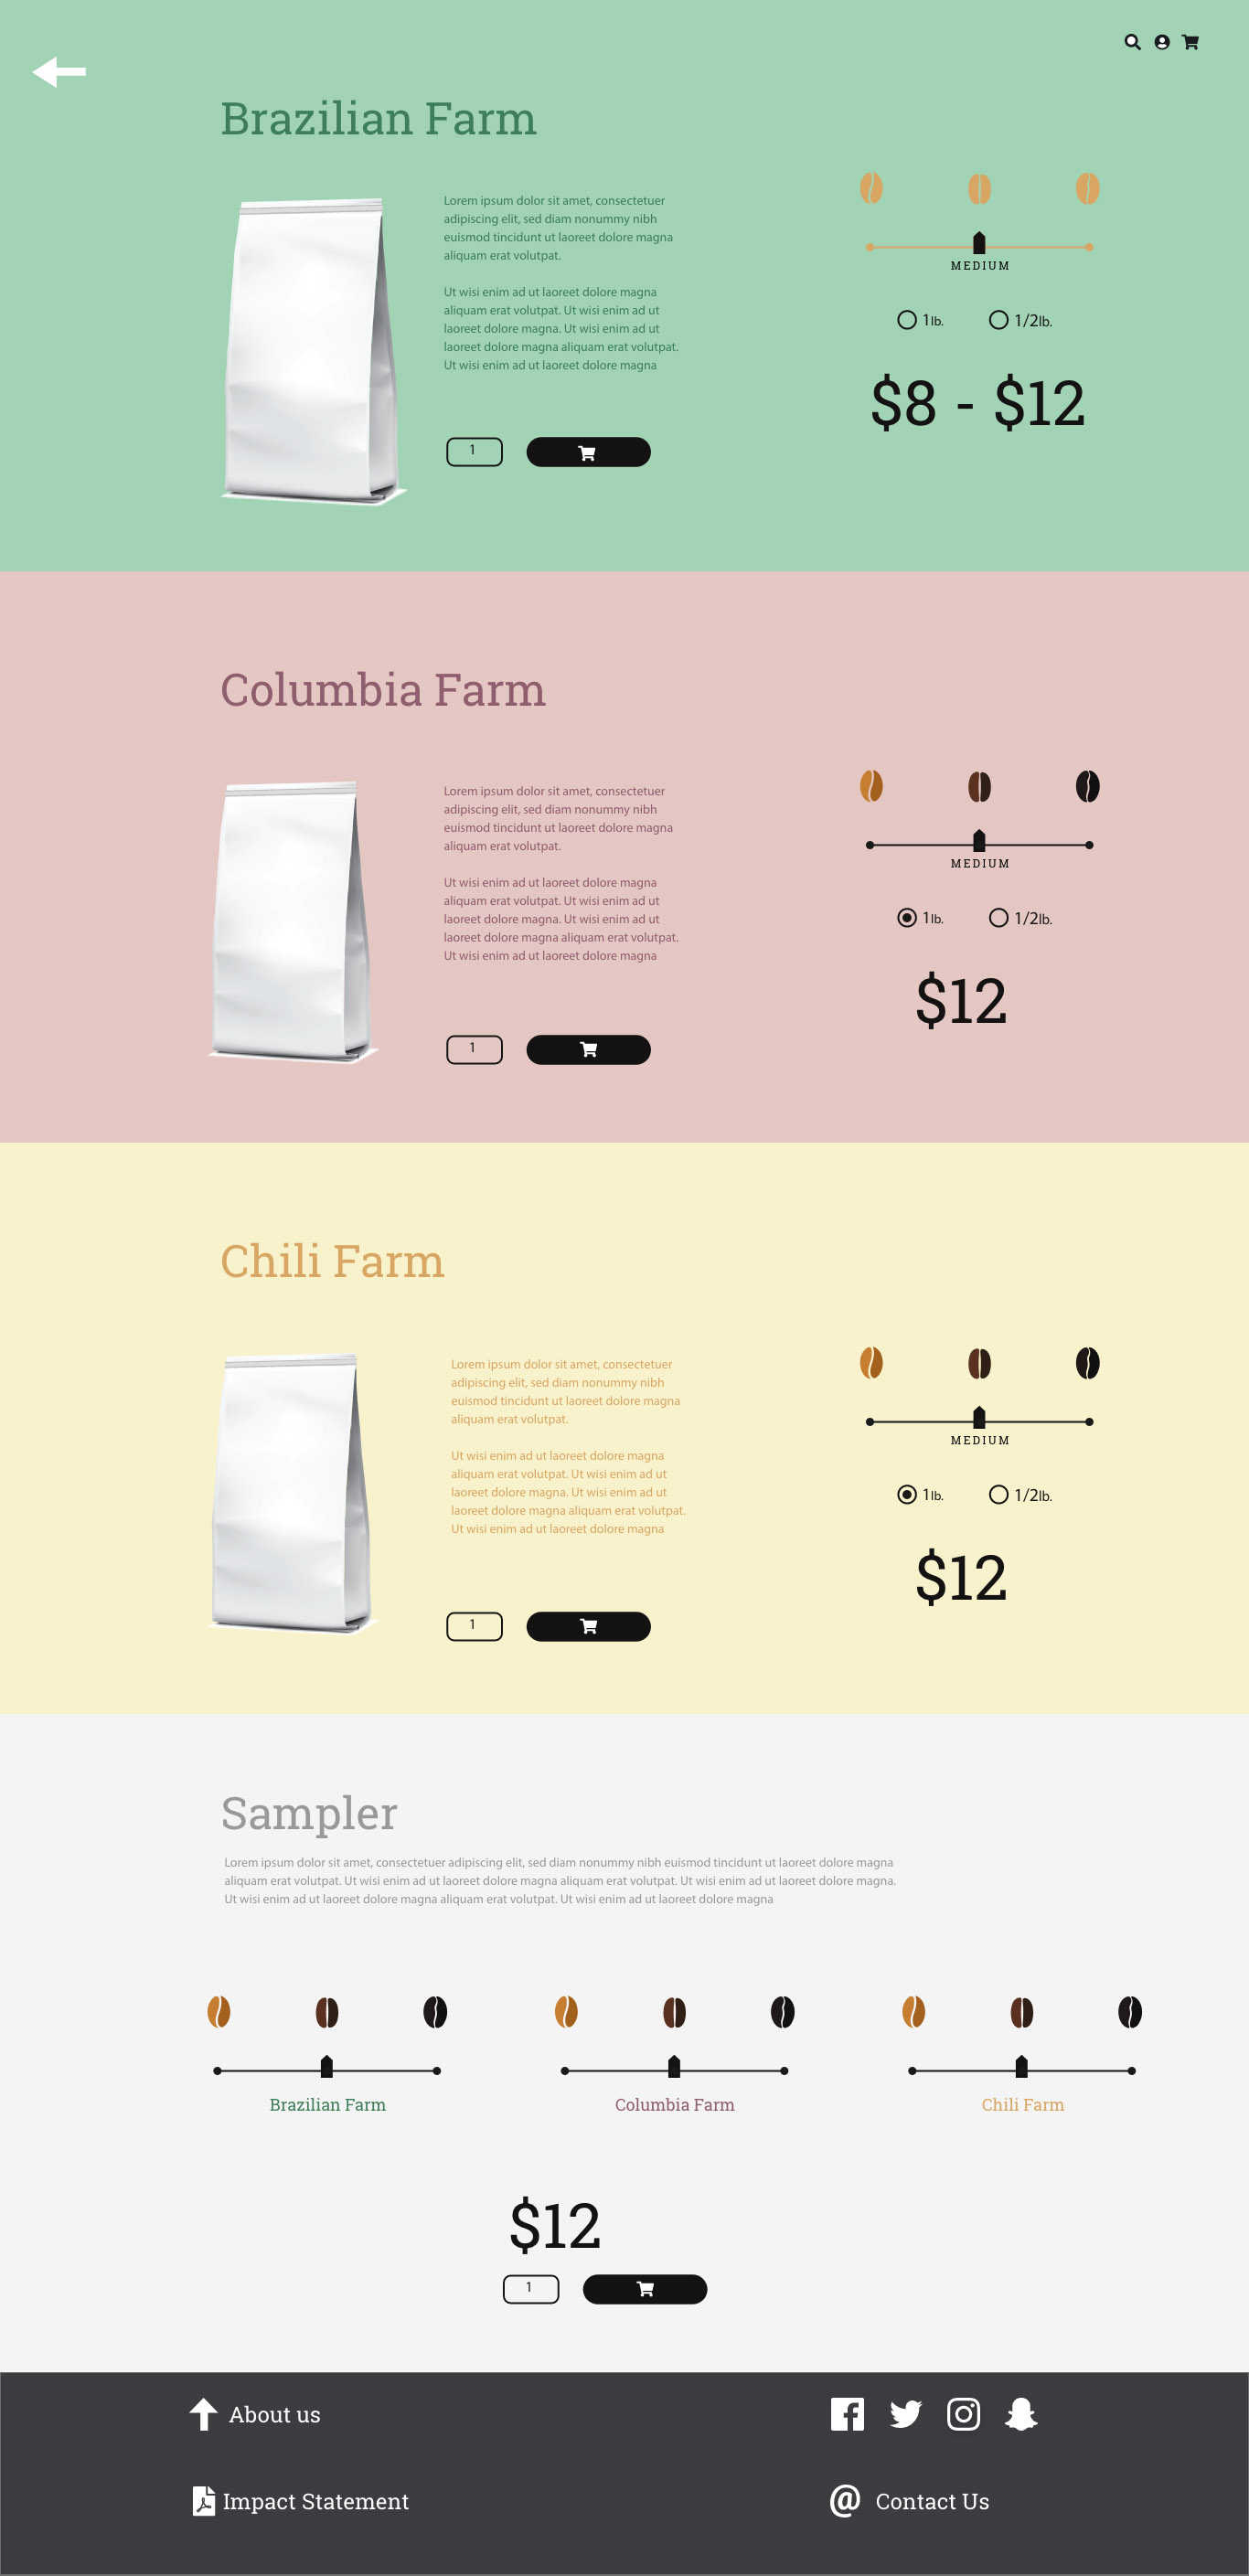 Brazilian Farm
Lorem ipsum dolor sit amet, consectetuer
adipiscing elit, sed diam nonummy nibh
euismod tincidunt ut laoreet dolore magna
aliquam erat volutpat.
Ut wisi enim ad ut laoreet dolore magna
aliquam erat volutpat. Ut wisi enim ad ut
laoreet dolore magna. Ut wisi enim ad ut
laoreet dolore magna aliquam erat volutpat.
Ut wisi enim ad ut laoreet dolore magna
1
MEDIUM
1lb. 1/2lb.
$8 - $12
Columbia Farm
Lorem ipsum dolor sit amet, consectetuer
adipiscing elit, sed diam nonummy nibh
euismod tincidunt ut laoreet dolore magna
aliquam erat volutpat.
Ut wisi enim ad ut laoreet dolore magna
aliquam erat volutpat. Ut wisi enim ad ut
laoreet dolore magna. Ut wisi enim ad ut
laoreet dolore magna aliquam erat volutpat.
Ut wisi enim ad ut laoreet dolore magna
1
MEDIUM
1lb. 1/2lb.
$12
Chili Farm
Lorem ipsum dolor sit amet, consectetuer
adipiscing elit, sed diam nonummy nibh
euismod tincidunt ut laoreet dolore magna
aliquam erat volutpat.
Ut wisi enim ad ut laoreet dolore magna
aliquam erat volutpat. Ut wisi enim ad ut
laoreet dolore magna. Ut wisi enim ad ut
laoreet dolore magna aliquam erat volutpat.
Ut wisi enim ad ut laoreet dolore magna
1
MEDIUM
1lb. 1/2lb.
$12
Sampler
Lorem ipsum dolor sit amet, consectetuer adipiscing elit, sed diam nonummy nibh euismod tincidunt ut laoreet dolore magna
aliquam erat volutpat. Ut wisi enim ad ut laoreet dolore magna aliquam erat volutpat. Ut wisi enim ad ut laoreet dolore magna.
Ut wisi enim ad ut laoreet dolore magna aliquam erat volutpat. Ut wisi enim ad ut laoreet dolore magna
Brazilian Farm
Columbia Farm
Chili Farm
$12
1
About us
Impact Statement
@ Contact Us